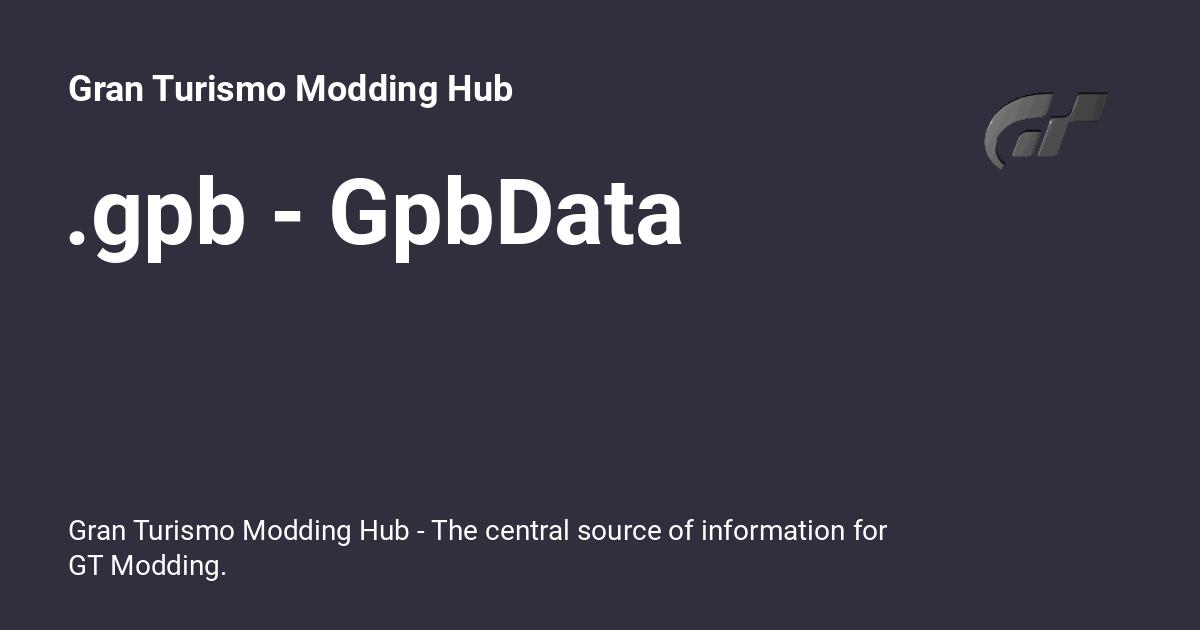 Gran Turismo Modding Hub
.gpb - GpbData
Gran Turismo Modding Hub - The central source of information for
GT Modding.